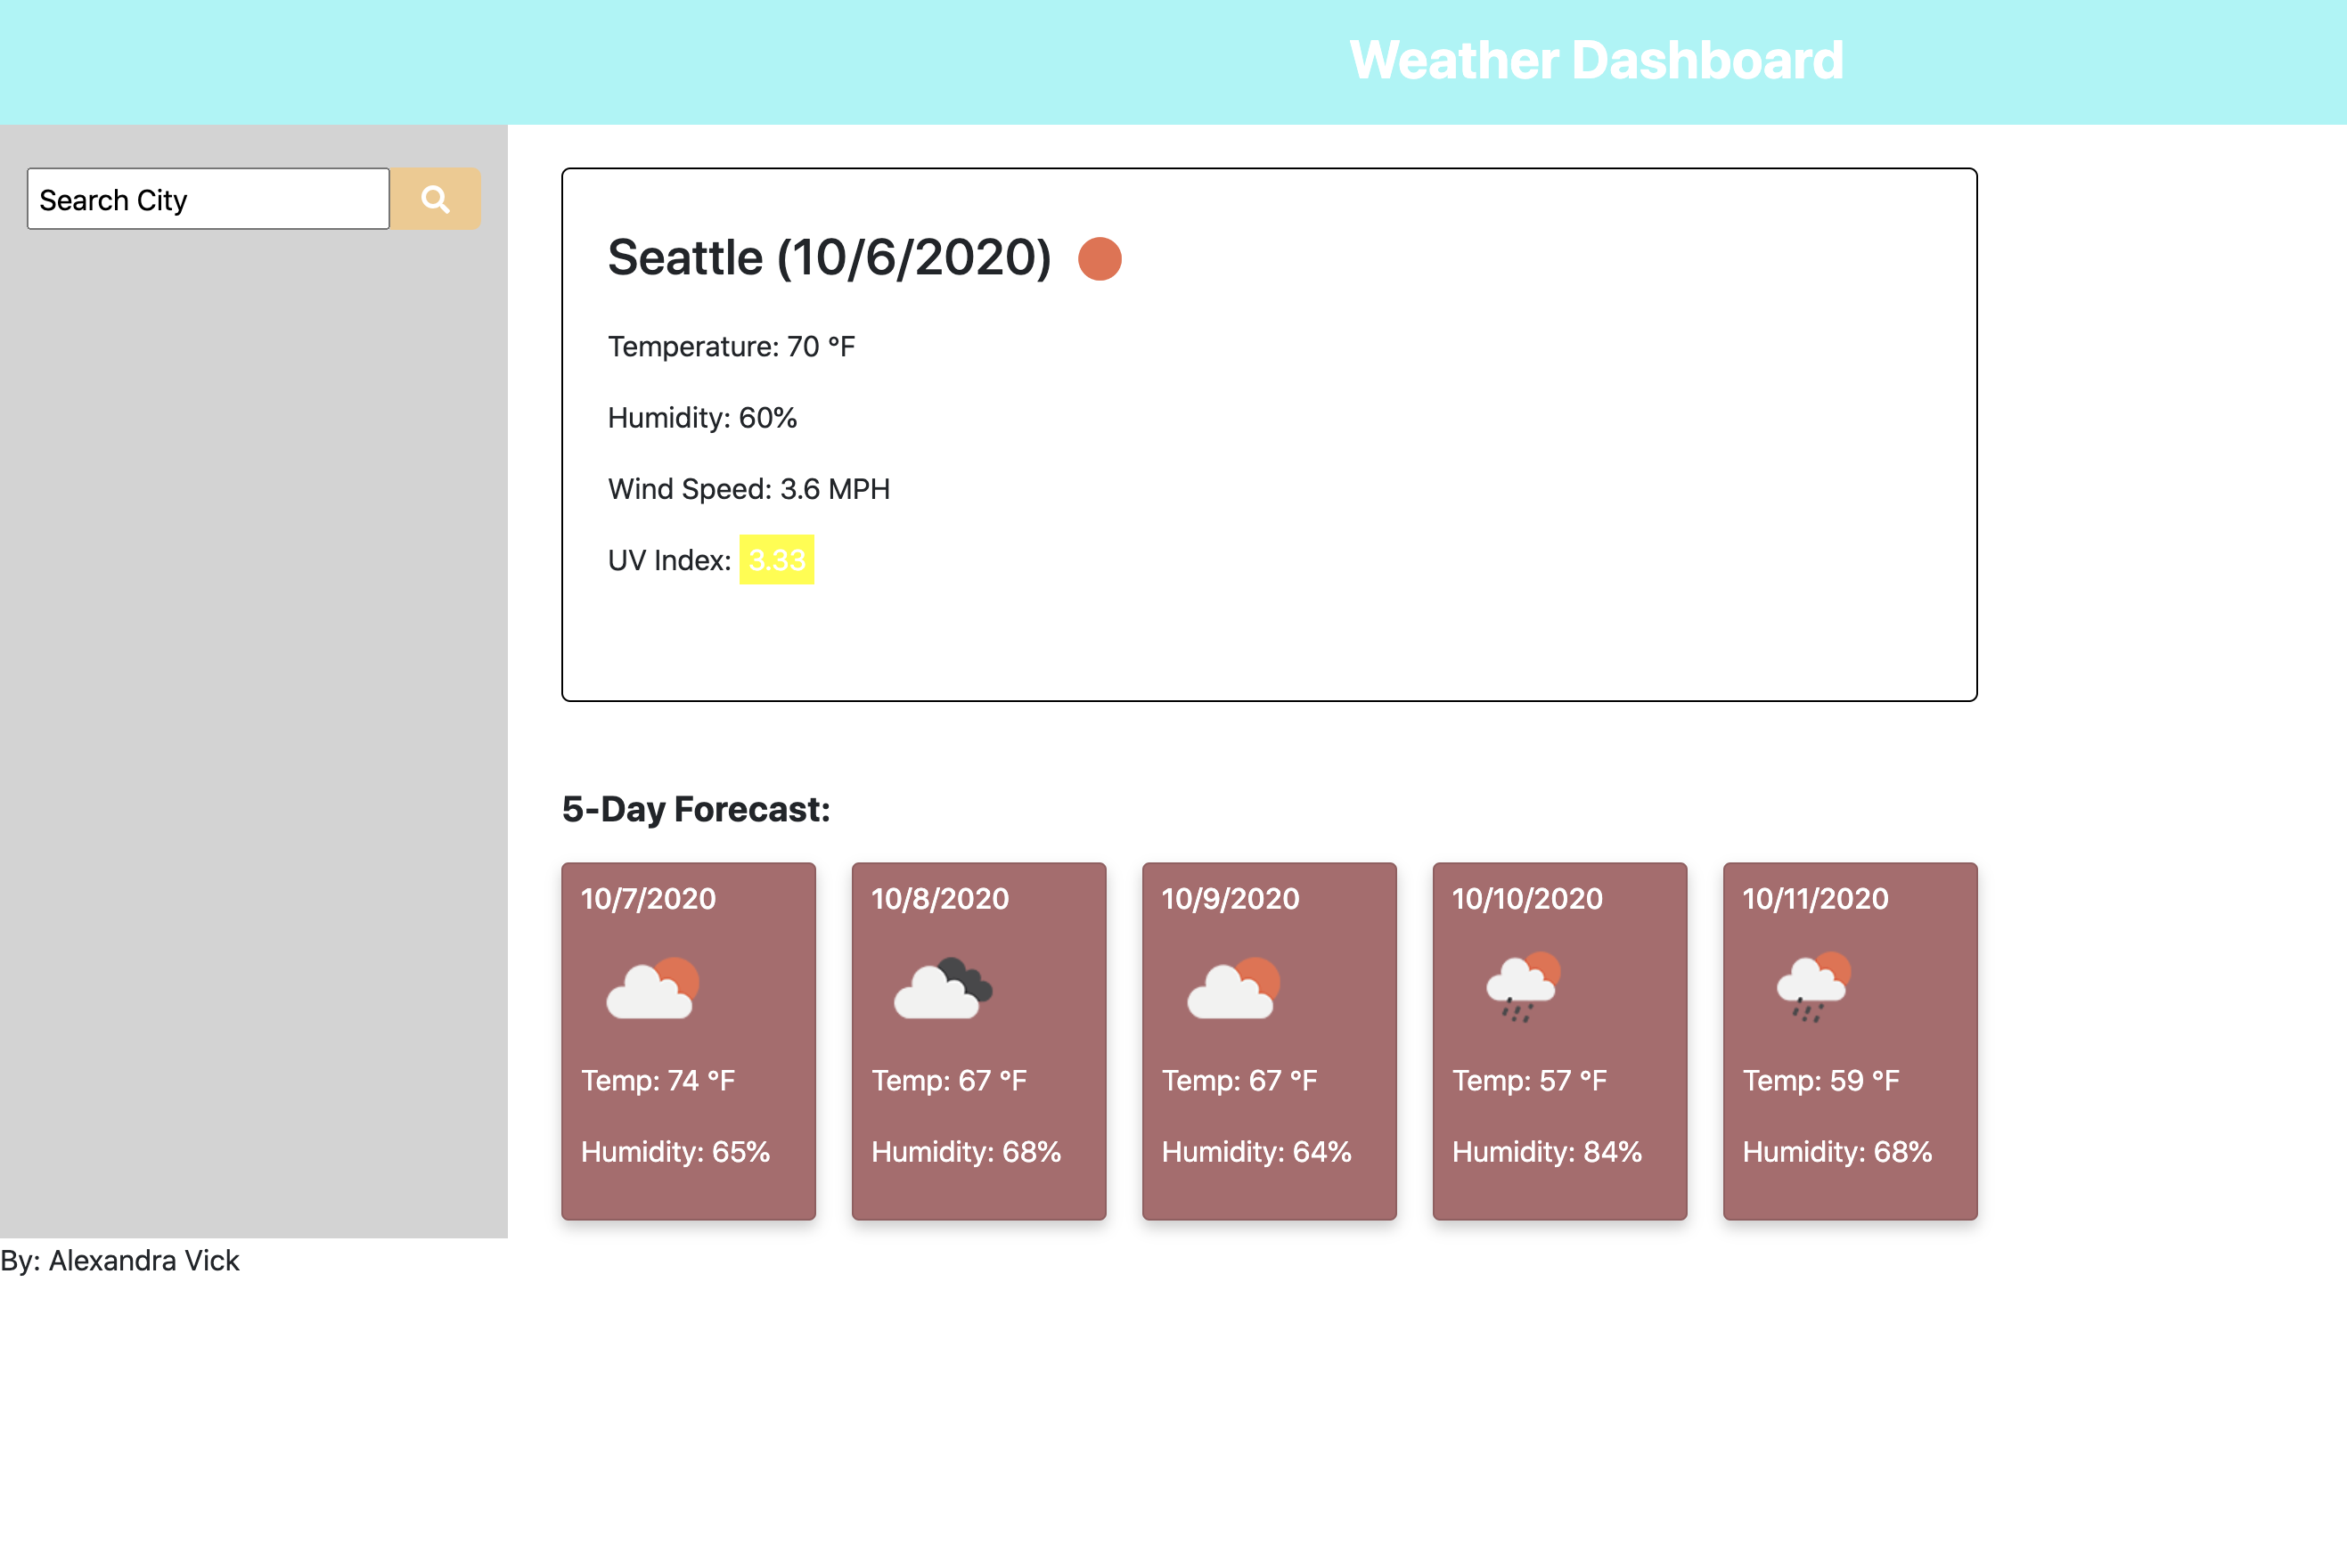 Weather Dashboard
Search City
Seattle (10/6/2020)
Temperature: 70 °F
Humidity: 60%
Wind Speed: 3.6 MPH
UV Index: 3.33
5-Day Forecast:
10/7/2020
Temp: 74 °F
Humidity: 65%
10/8/2020
Temp: 67 °F
Humidity: 68%
10/9/2020
Temp: 67 °F
Humidity: 64%
10/10/2020
Temp: 57 °F
Humidity: 84%
10/11/2020
Temp: 59 °F
Humidity: 68%
By: Alexandra Vick